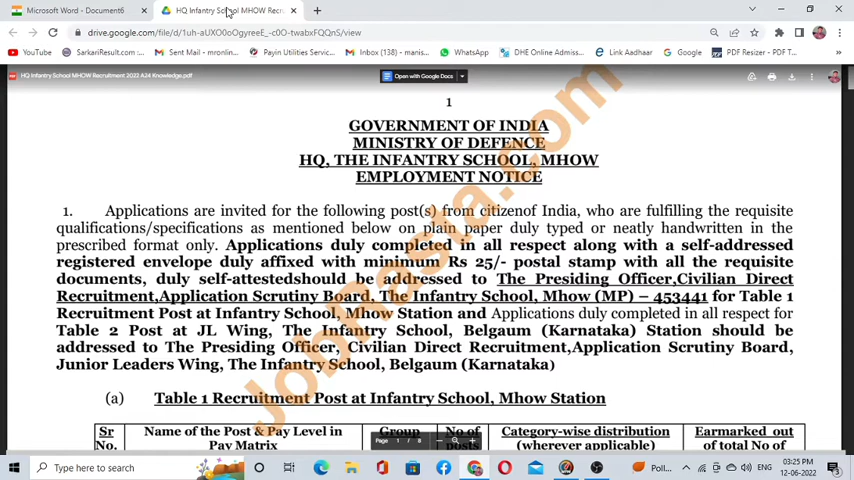 Microsoft Word - Document6
HQ Infantry School MHOW Recr
drive.google.com/file/d/1uh-aUXO0oOgyreeE_-c0O-twabxFQQnS/view
YouTube
SarkariResult.com :...
Sent Mail - mronlin...
Payin Utilities Servic...
Inbox (138) - manis...
WhatsApp
DHE Online Admiss...
Link Aadhaar
Google
PDF Resizer - PDF...
HQ Infantry School MHOW Recruitment 2022 A24 Knowledge.pdf
Open with Google Docs
1
GOVERNMENT OF INDIA
MINISTRY OF DEFENCE
HQ, THE INFANTRY SCHOOL, MHOW
EMPLOYMENT NOTICE
1. Applications are invited for the following post(s) from citizenof India, who are fulfilling the requisite
qualifications/specifications as mentioned below on plain paper duly typed or neatly handwritten in the
prescribed format only. Applications duly completed in all respect along with a self-addressed
registered envelope duly affixed with minimum Rs 25/- postal stamp with all the requisite
documents, duly self-attestedshould be addressed to The Presiding Officer,Civilian Direct
Recruitment,Application Scrutiny Board, The Infantry School, Mhow (MP) – 453441 for Table 1
Recruitment Post at Infantry School, Mhow Station and Applications duly completed in all respect for
Table 2 Post at JL Wing, The Infantry School, Belgaum (Karnataka) Station should be
addressed to The Presiding Officer, Civilian Direct Recruitment,Application Scrutiny Board,
Junior Leaders Wing, The Infantry School, Belgaum (Karnataka)
JobRasta.com
(a) Table 1 Recruitment Post at Infantry School, Mhow Station
Sr Name of the Post & Pay Level in Group No of Category-wise distribution Earmarked out
No. Pay Matrix posts (wherever applicable) of total No of
Page 1 / 8
Type here to search
Poll...
ENG
03:25 PM
12-06-2022